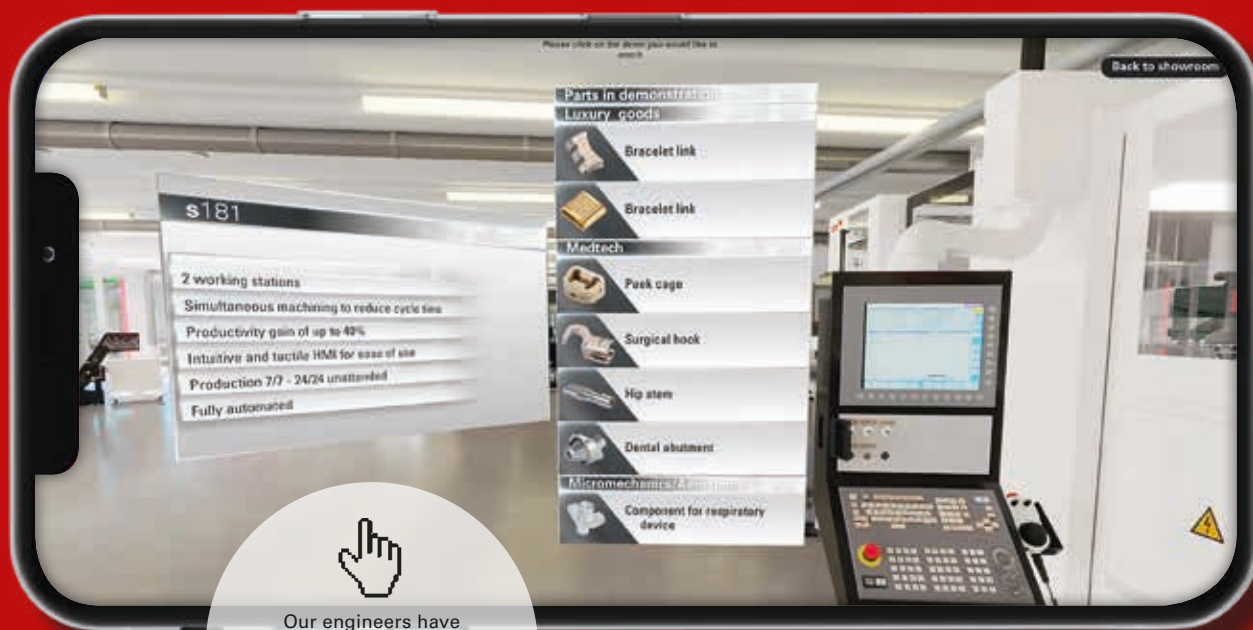 Please click on the demo you would like to
watch
Back to showroom
Parts in demonstration
Luxury goods
Bracelet link
Bracelet link
Medtech
Peek cage
Surgical hook
Hip stem
Dental abutment
Micromechanics/
Component for respiratory
device
s181
2 working stations
Simultaneous machining to reduce cycle time
Productivity gain of up to 40%
Intuitive and tactile HMI for ease of use
Production 7/7 - 24/24 unattended
Fully automated
Our engineers have